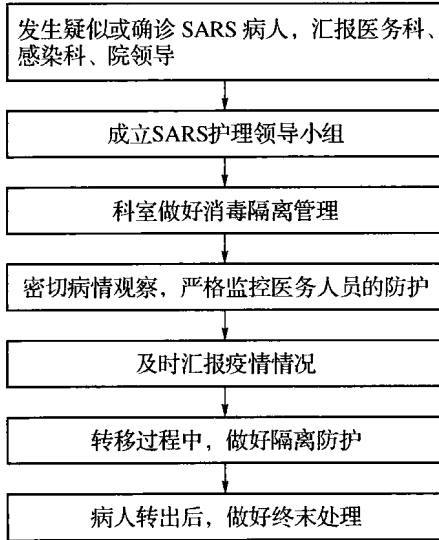 发生疑似或确诊 SARS 病人，汇报医务科、
感染科、院领导
成立SARS护理领导小组
科室做好消毒隔离管理
密切病情观察，严格监控医务人员的防护
及时汇报疫情情况
转移过程中，做好隔离防护
病人转出后，做好终末处理